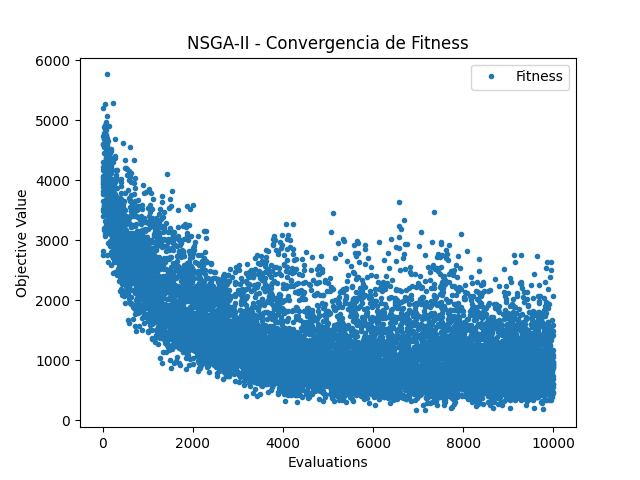 NSGA-II - Convergencia de Fitness
Fitness
Objective Value
6000
5000
4000
3000
2000
1000
0
0 2000 4000 6000 8000 10000
Evaluations